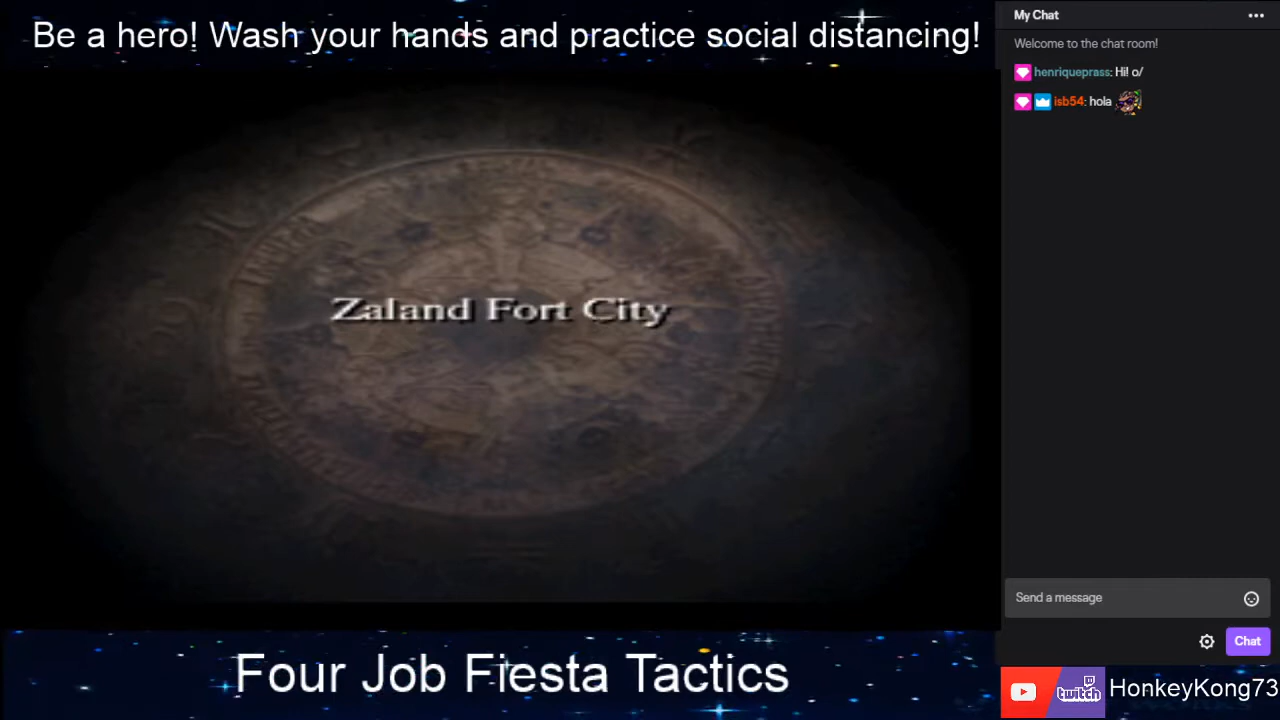 Be a hero! Wash your hands and practice social distancing!
My Chat
Welcome to the chat room!
henriqueprass: Hi! o/
isb54: hola
Zaland Fort City
Send a message
Chat
Four Job Fiesta Tactics
twitch
HonkeyKong73